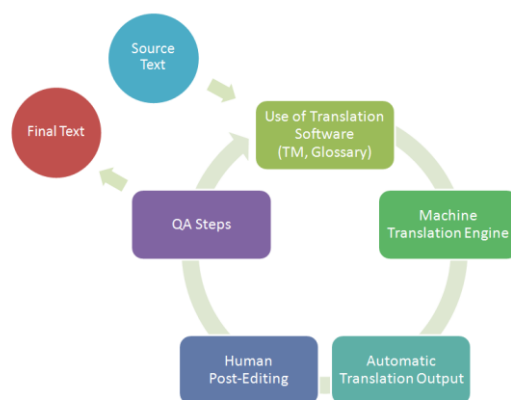 Source
Text
Final Text
Use of Translation
Software
(TM, Glossary)
QA Steps
Machine
Translation Engine
Human
Post-Editing
Automatic
Translation Output